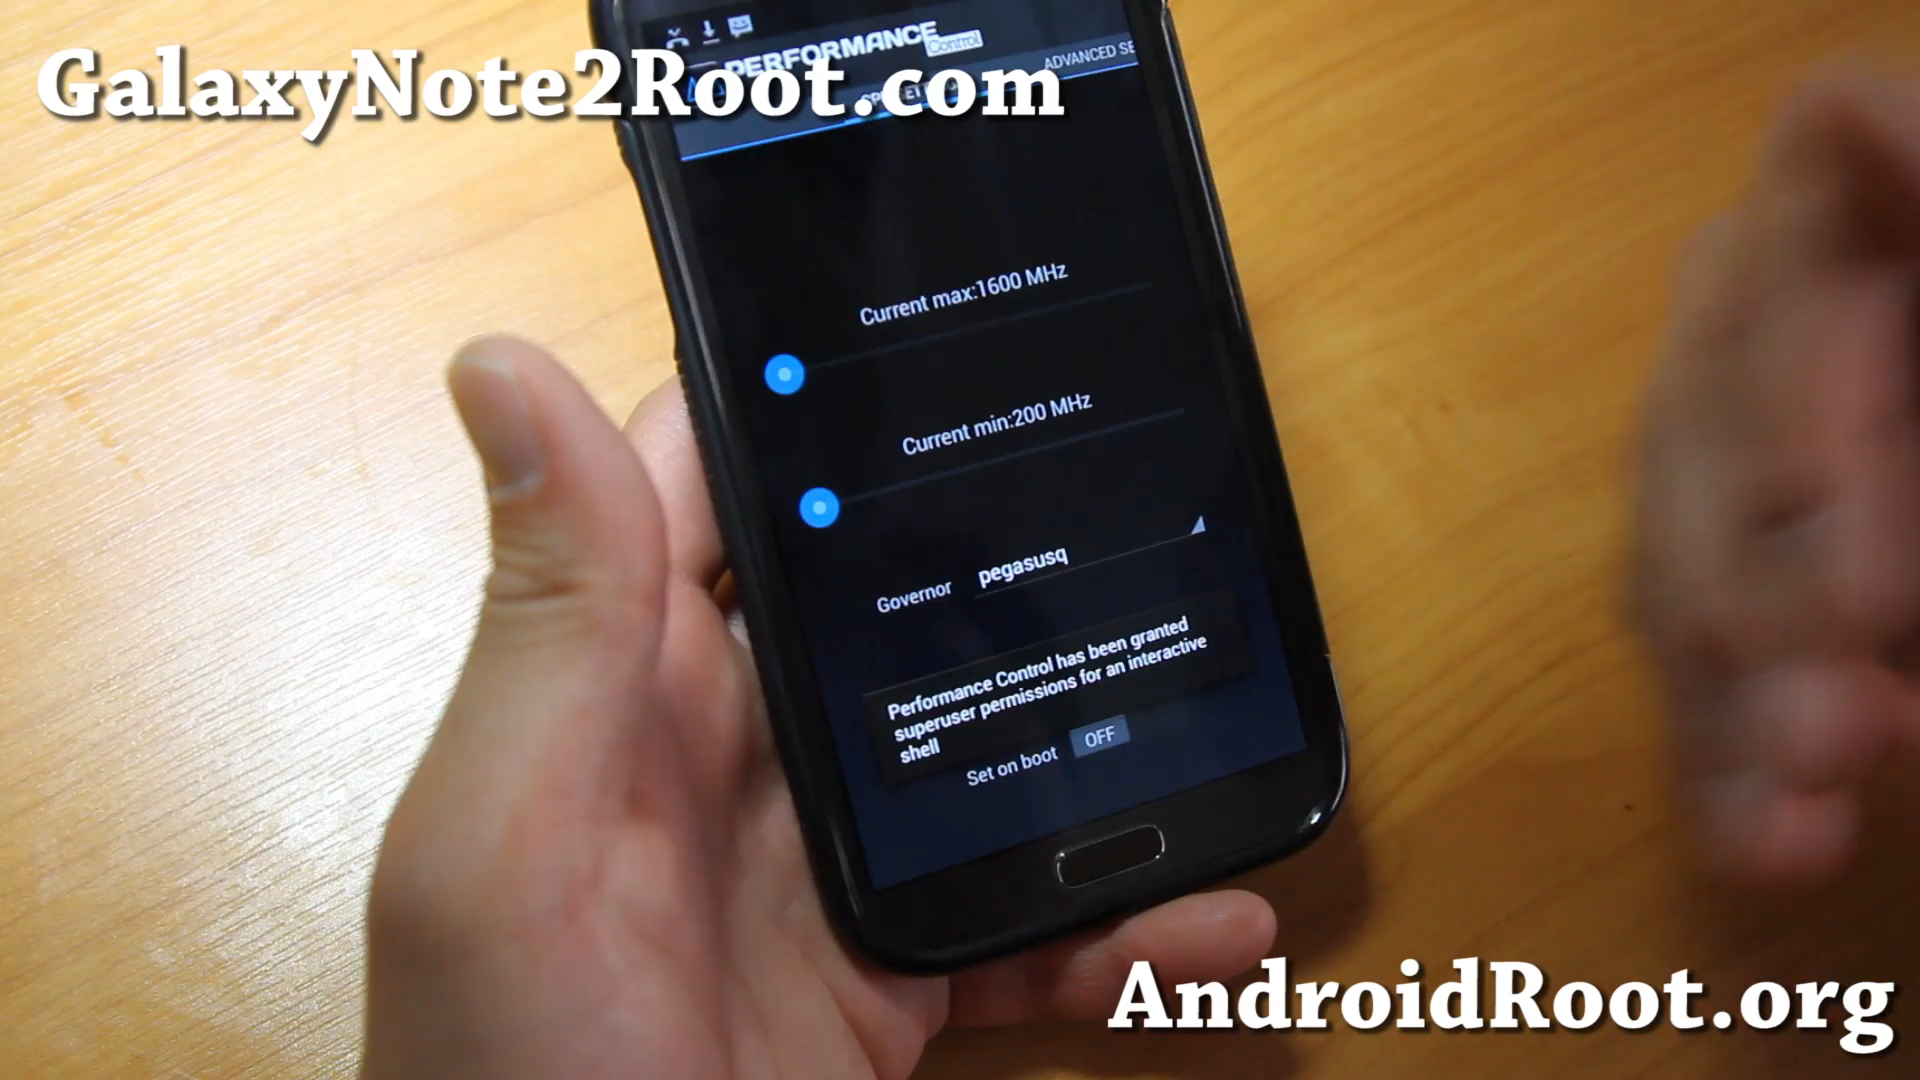 GalaxyNote2Root.com
PERFORMANCE
Control
ADVANCED SE
Current max:1600 MHz
Current min:200 MHz
Governor pegasusq
Performance Control has been granted
superuser permissions for an interactive
shell
Set on boot OFF
AndroidRoot.org